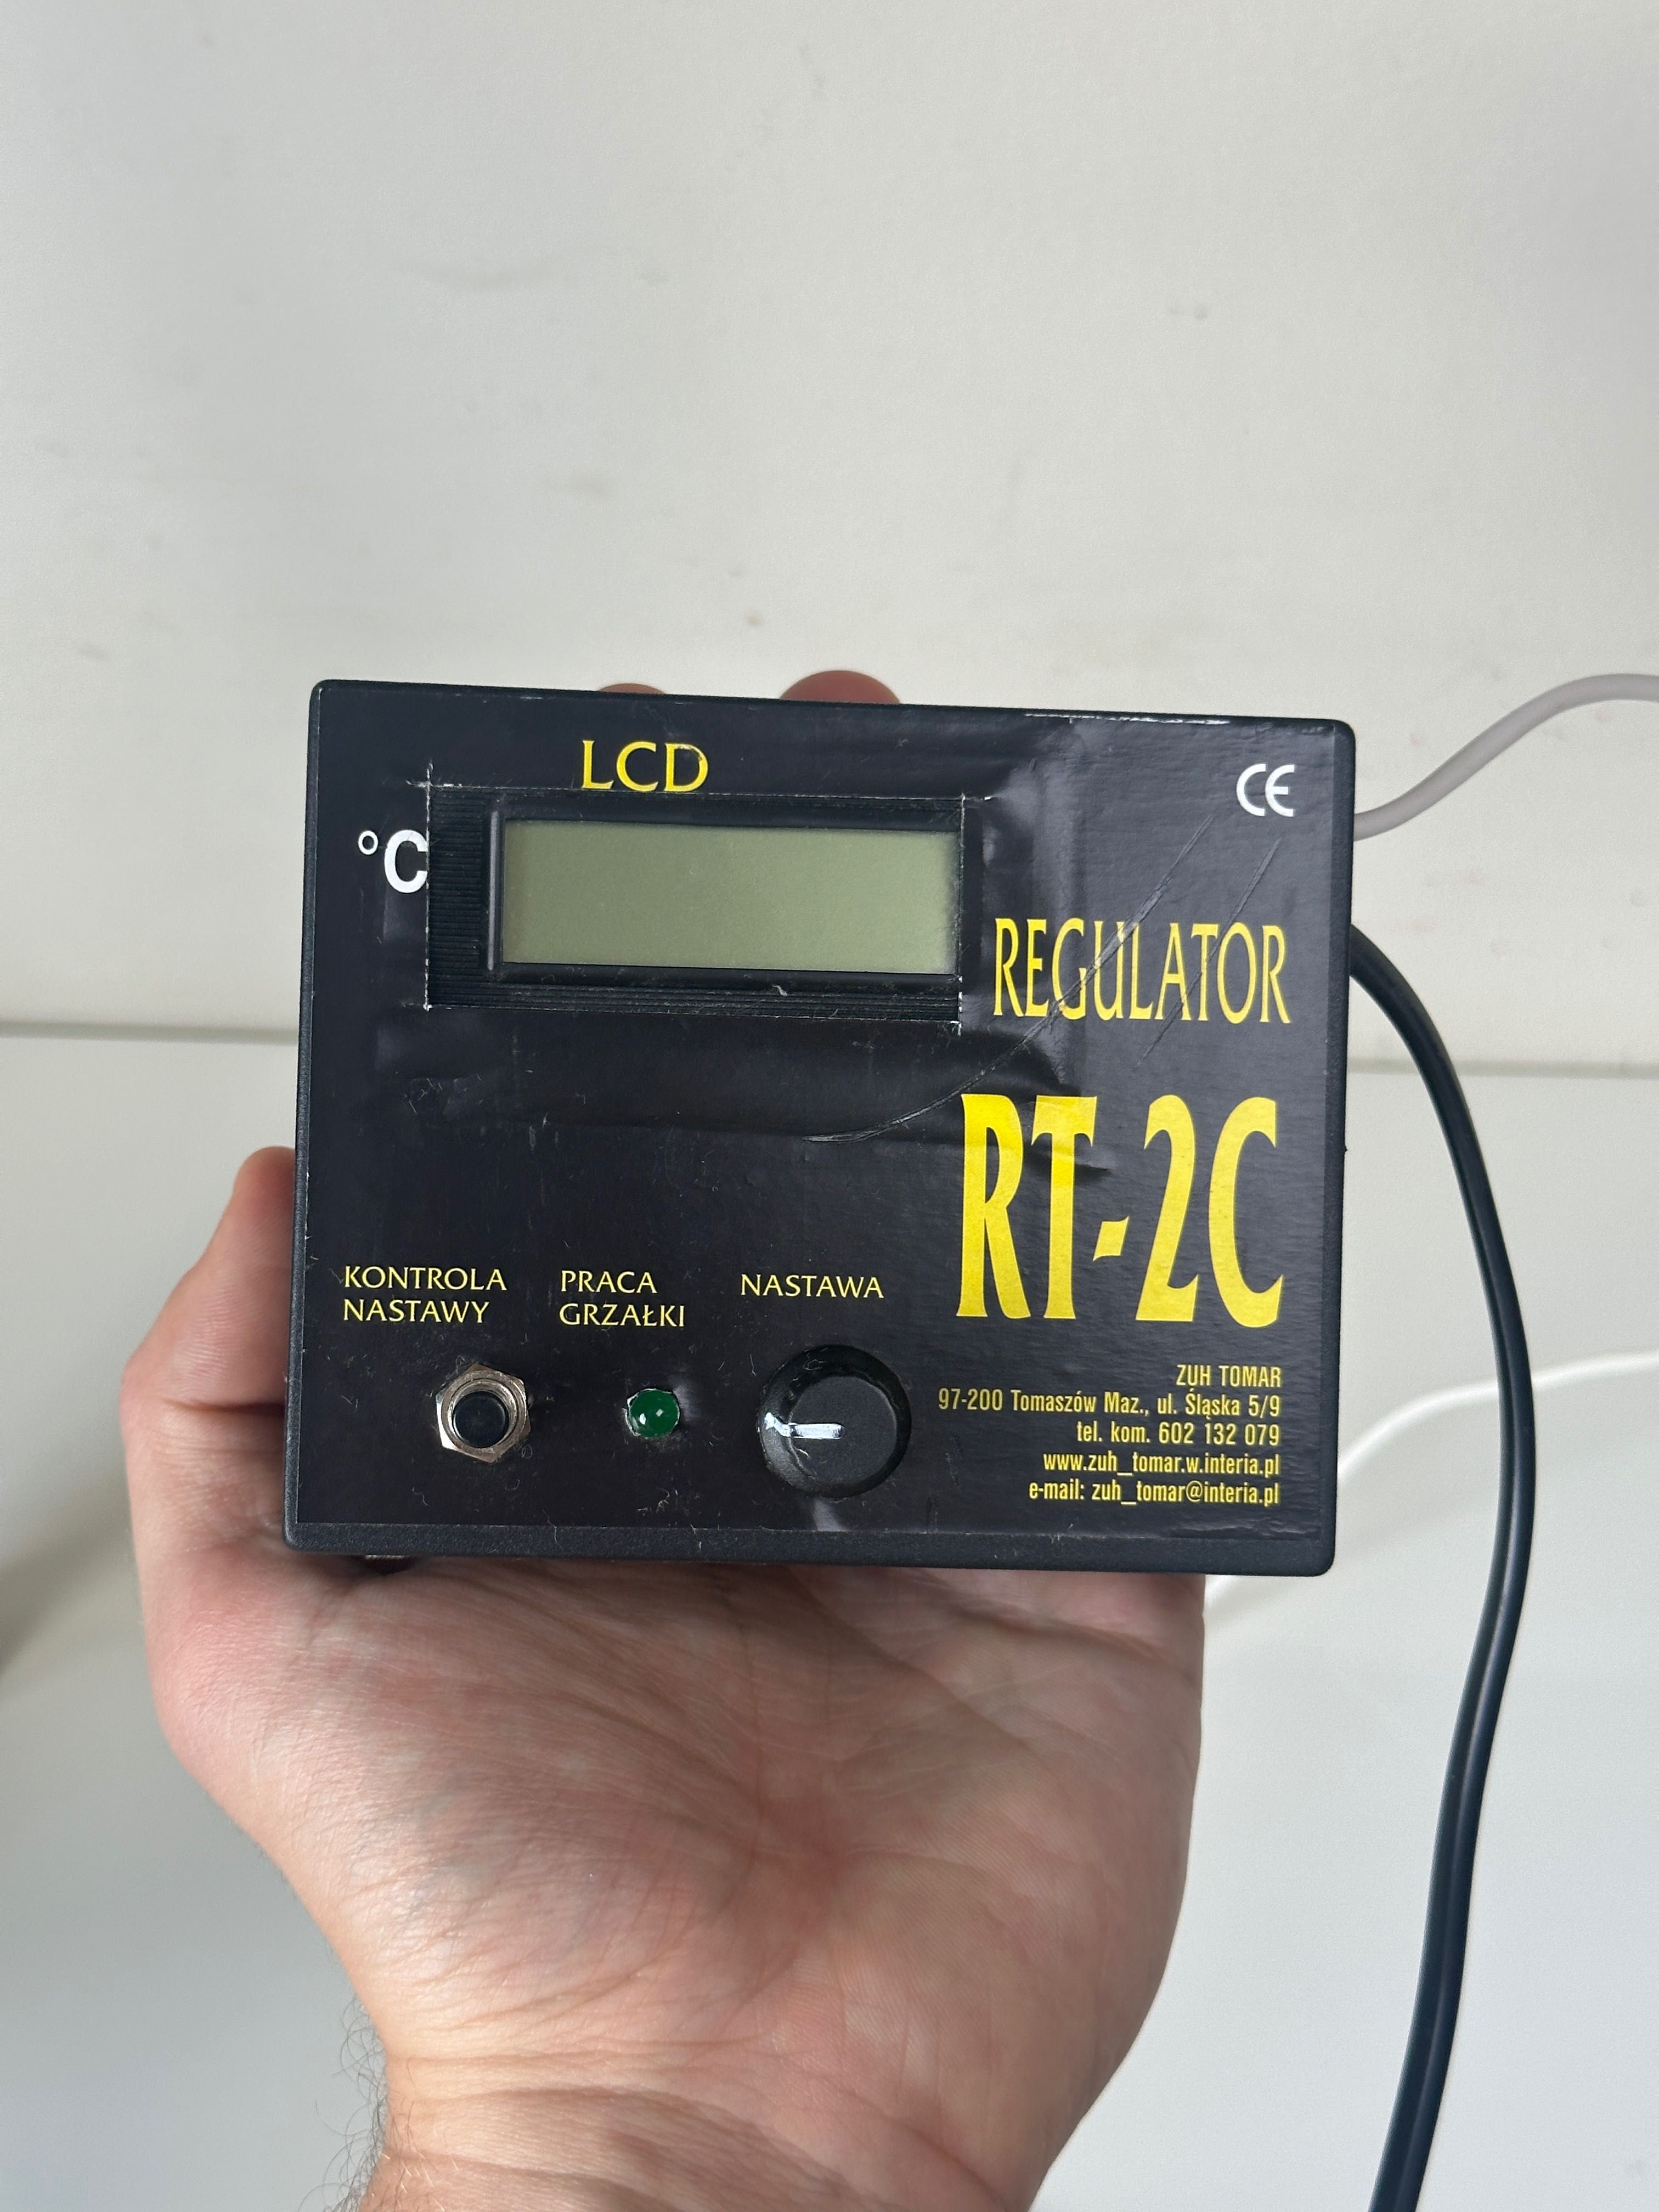 LCD
CE
°C
REGULATOR
RT-2C
KONTROLA
NASTAWY
PRACA
GRZAŁKI
NASTAWA
ZUH TOMAR
97-200 Tomaszów Maz., ul. Śląska 5/9
tel. kom. 602 132 079
www.zuh_tomar.w.interia.pl
e-mail: zuh_tomar@interia.pl